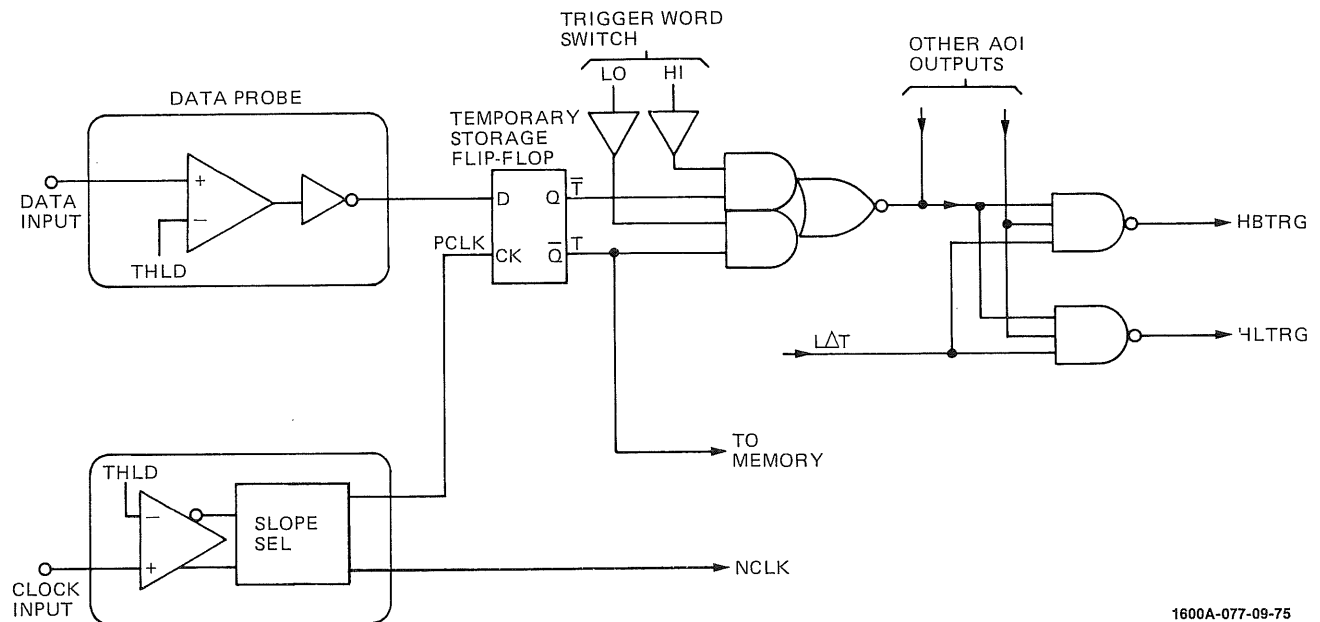 TRIGGER WORD
SWITCH
LO HI
OTHER AOI
OUTPUTS
DATA PROBE
TEMPORARY
STORAGE
FLIP-FLOP
+
−
DATA
INPUT
THLD
D Q T̅
PCLK CK Q̅ T
HBTRG
LΔT
HLTRG
TO
MEMORY
THLD
−
+
SLOPE
SEL
CLOCK
INPUT
NCLK
1600A-077-09-75